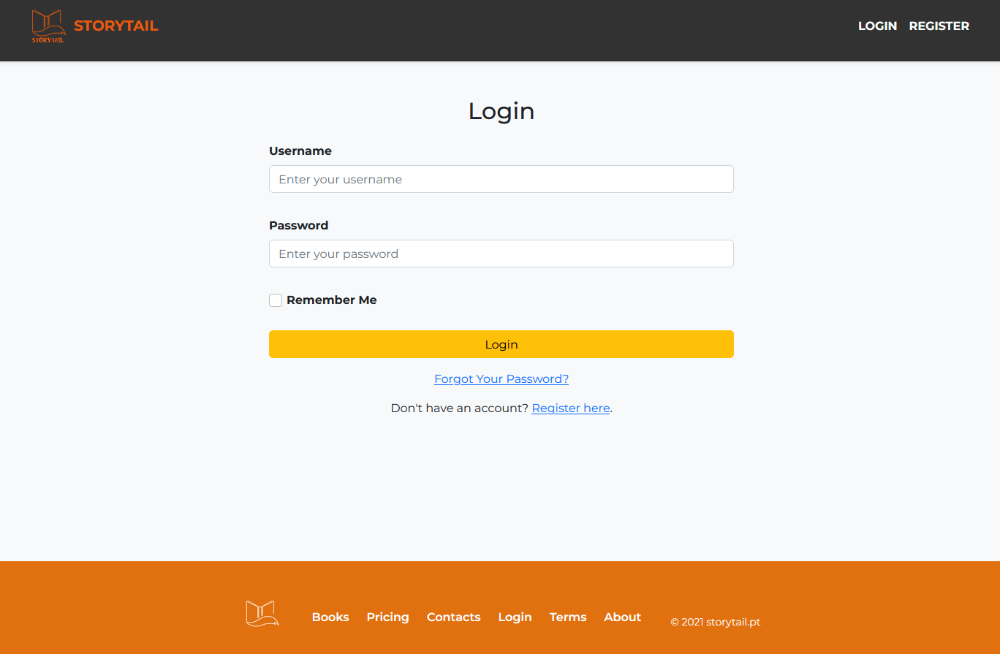 STORYTAIL
STORYTAIL
LOGIN REGISTER
Login
Username
Enter your username
Password
Enter your password
Remember Me
Login
Forgot Your Password?
Don't have an account? Register here.
Books Pricing Contacts Login Terms About © 2021 storytail.pt